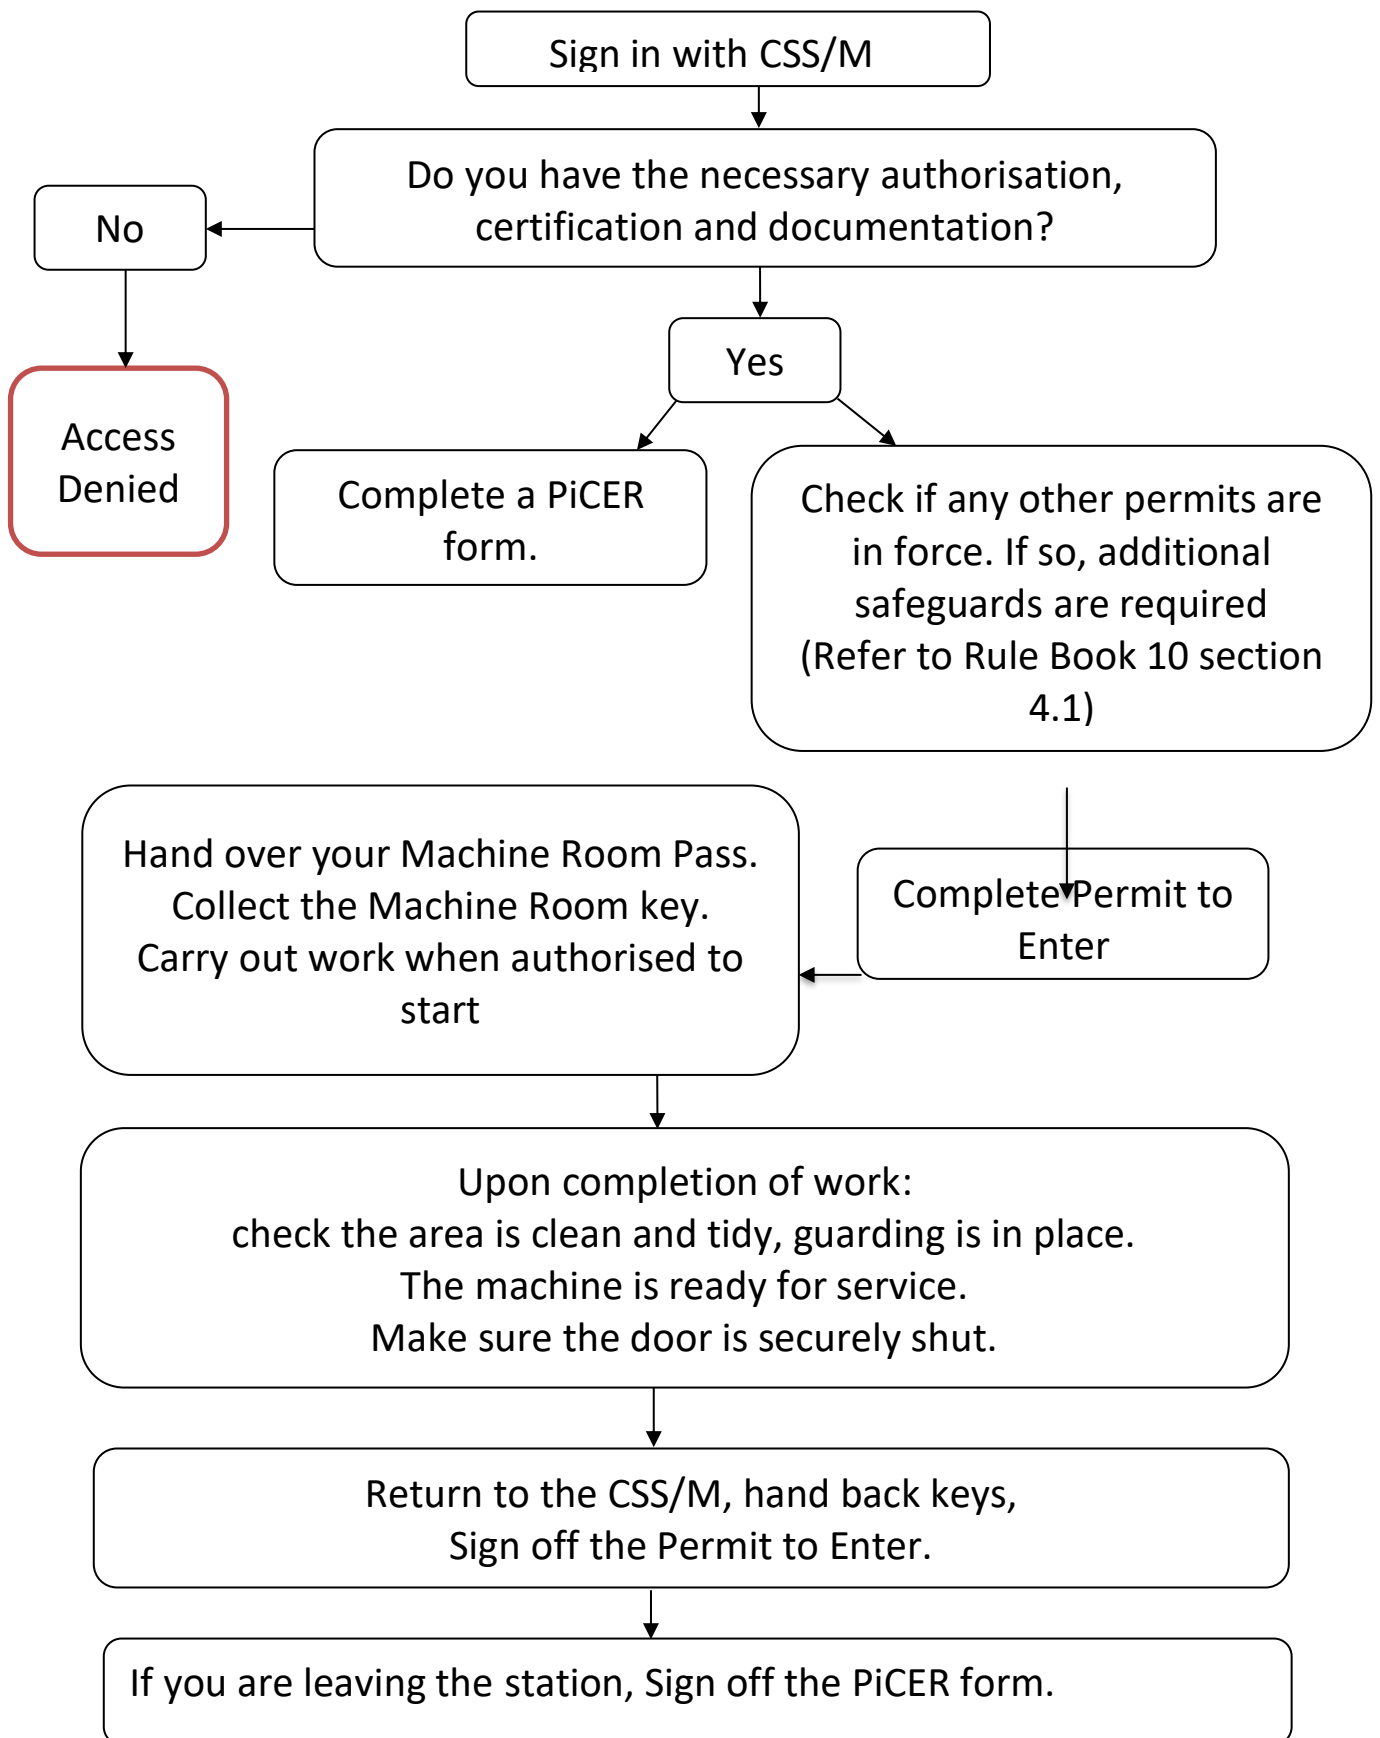 Sign in with CSS/M
Do you have the necessary authorisation,
certification and documentation?
No
Yes
Access
Denied
Complete a PiCER
form.
Check if any other permits are
in force. If so, additional
safeguards are required
(Refer to Rule Book 10 section
4.1)
Hand over your Machine Room Pass.
Collect the Machine Room key.
Carry out work when authorised to
start
Complete Permit to
Enter
Upon completion of work:
check the area is clean and tidy, guarding is in place.
The machine is ready for service.
Make sure the door is securely shut.
Return to the CSS/M, hand back keys,
Sign off the Permit to Enter.
If you are leaving the station, Sign off the PiCER form.